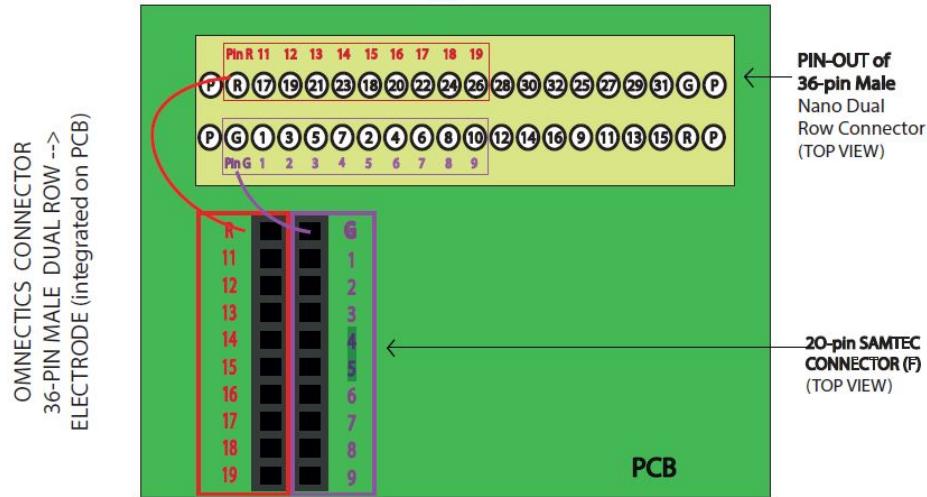 OMNECTICS CONNECTOR
36-PIN MALE DUAL ROW -->
ELECTRODE (integrated on PCB)
Pin R 11 12 13 14 15 16 17 18 19
P R 17 19 21 23 18 20 22 24 26 28 30 32 25 27 29 31 G P
P G 1 3 5 7 2 4 6 8 10 12 14 16 9 11 13 15 R P
Pin G 1 2 3 4 5 6 7 8 9
PIN-OUT of
36-pin Male
Nano Dual
Row Connector
(TOP VIEW)
R G
11 1
12 2
13 3
14 4
15 5
16 6
17 7
18 8
19 9
20-pin SAMTEC
CONNECTOR (F)
(TOP VIEW)
PCB